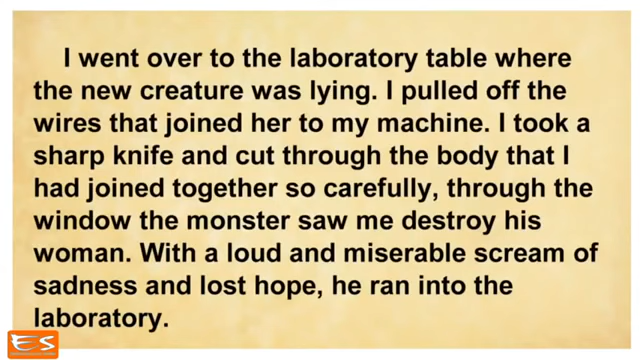 I went over to the laboratory table where
the new creature was lying. I pulled off the
wires that joined her to my machine. I took a
sharp knife and cut through the body that I
had joined together so carefully, through the
window the monster saw me destroy his
woman. With a loud and miserable scream of
sadness and lost hope, he ran into the
laboratory.
ES